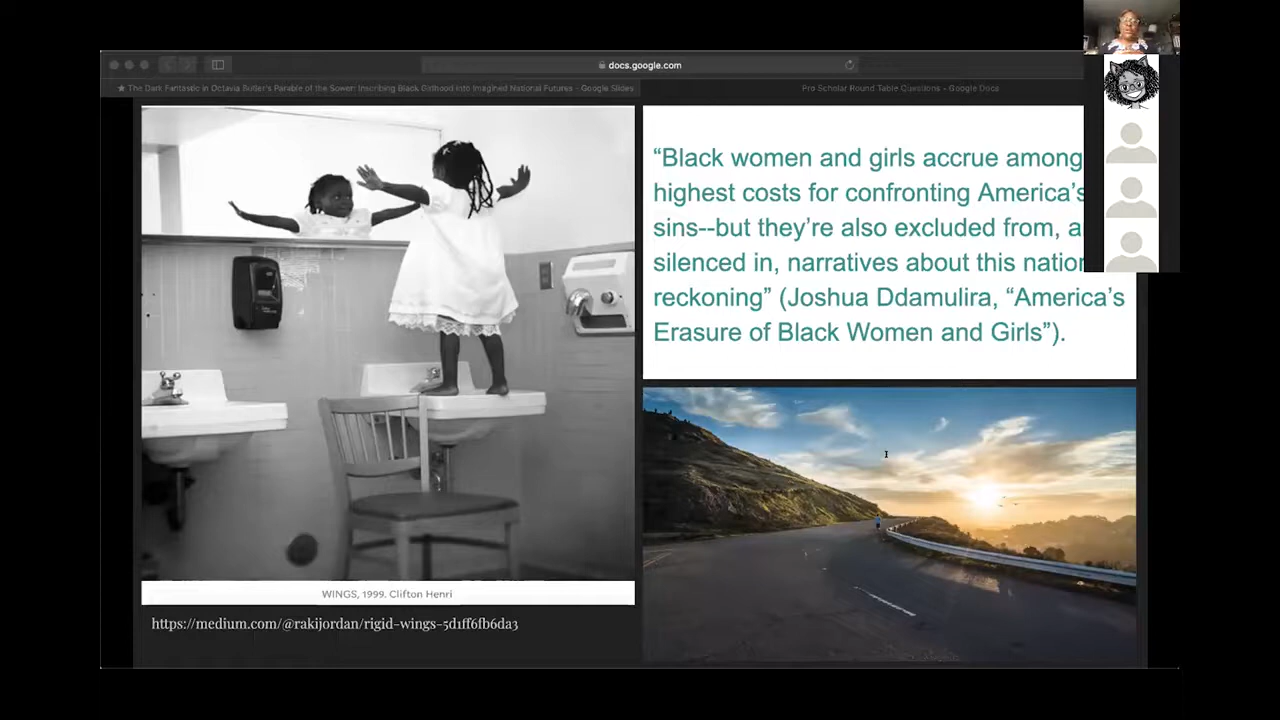 docs.google.com
★ The Dark Fantastic in Octavia Butler's Parable of the Sower: Inscribing Black Girlhood into Imagined National Futures - Google Slides
Pro Scholar Round Table Questions - Google Docs
“Black women and girls accrue among
highest costs for confronting America’s
sins--but they’re also excluded from, a
silenced in, narratives about this nation
reckoning” (Joshua Ddamulira, “America’s
Erasure of Black Women and Girls”).
WINGS, 1999. Clifton Henri
https://medium.com/@rakijordan/rigid-wings-5d1ff6fb6da3